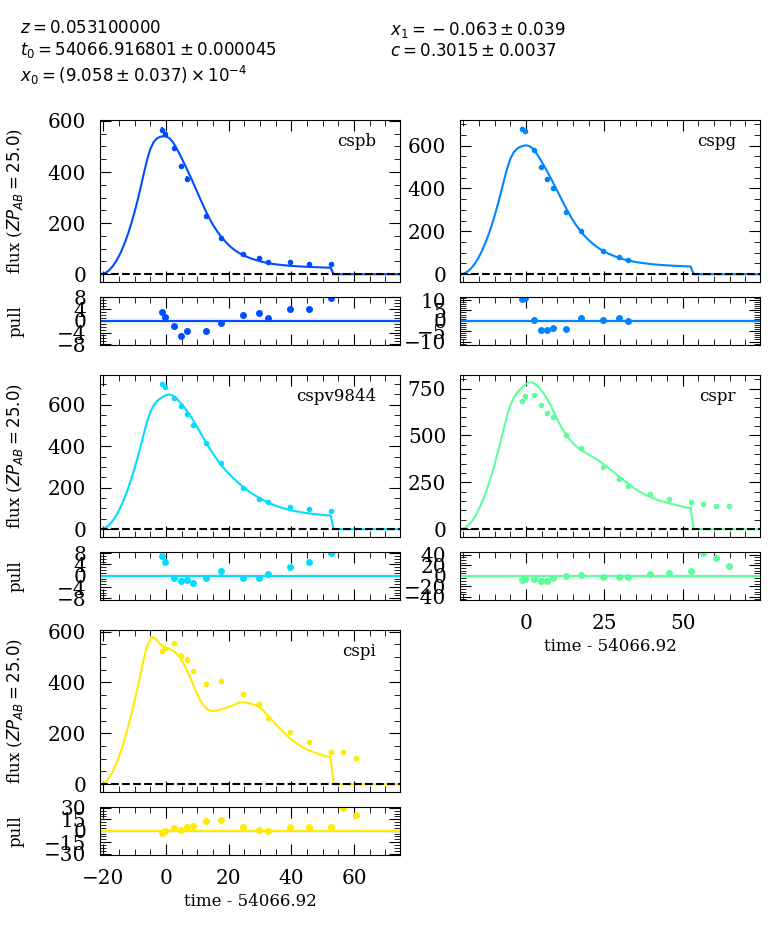 z = 0.053100000
t₀ = 54066.916801 ± 0.000045
x₀ = (9.058 ± 0.037) × 10⁻⁴
x₁ = −0.063 ± 0.039
c = 0.3015 ± 0.0037
cspb
flux (ZP_AB = 25.0)
600
400
200
0
pull
8
4
0
−4
−8
cspg
600
400
200
0
10
5
0
−5
−10
cspv9844
flux (ZP_AB = 25.0)
600
400
200
0
pull
8
4
0
−4
−8
cspr
750
500
250
0
40
20
0
−20
−40
0 25 50
time - 54066.92
cspi
flux (ZP_AB = 25.0)
600
400
200
0
pull
30
15
0
−15
−30
−20 0 20 40 60
time - 54066.92